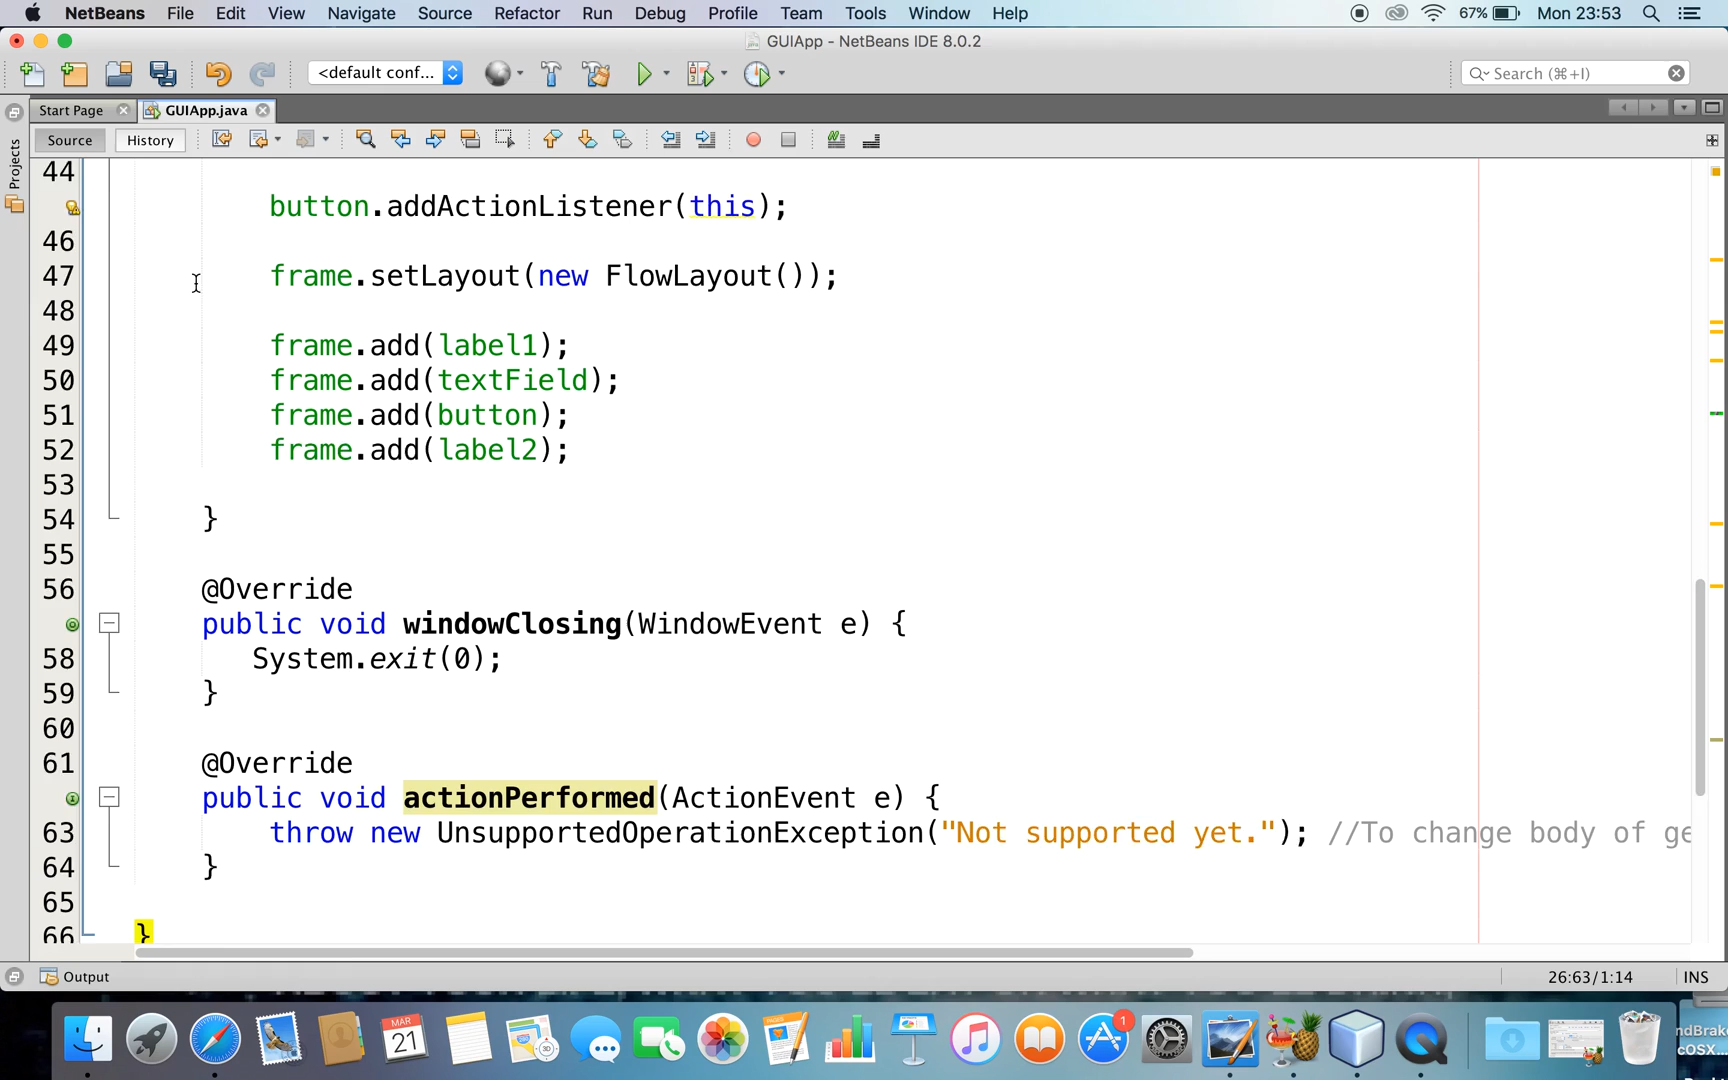 NetBeans File Edit View Navigate Source Refactor Run Debug Profile Team Tools Window Help 67% Mon 23:53
GUIApp - NetBeans IDE 8.0.2
<default conf... Search (⌘+I)
Start Page GUIApp.java
Source History
Projects
44
button.addActionListener(this);
46
47 frame.setLayout(new FlowLayout());
48
49 frame.add(label1);
50 frame.add(textField);
51 frame.add(button);
52 frame.add(label2);
53
54 }
55
56 @Override
public void windowClosing(WindowEvent e) {
58 System.exit(0);
59 }
60
61 @Override
public void actionPerformed(ActionEvent e) {
63 throw new UnsupportedOperationException("Not supported yet."); //To change body of ge
64 }
65
66 }
Output 26:63/1:14 INS
MAR
21
3D
1
ndBrake
cOSX...